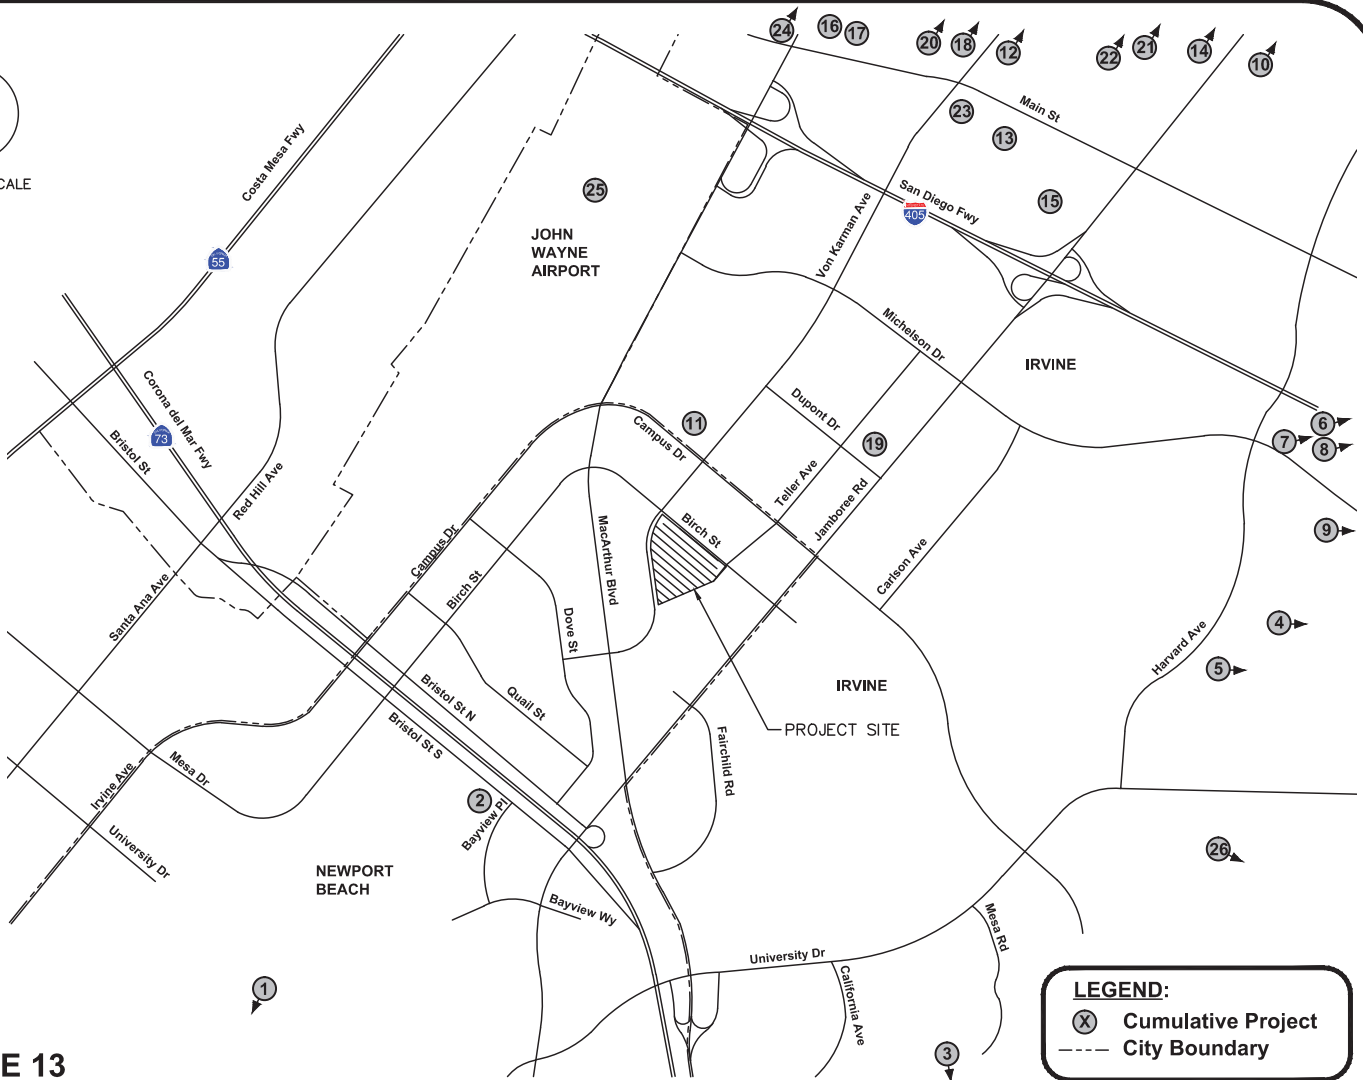 24
16
17
20
18
12
22
21
14
10
Main St
23
13
Costa Mesa Fwy
CALE
25
San Diego Fwy
405
15
Von Karman Ave
JOHN
WAYNE
AIRPORT
55
Michelson Dr
IRVINE
Corona del Mar Fwy
73
Bristol St
Red Hill Ave
Dupont Dr
Campus Dr
11
19
6
7
8
Teller Ave
Jamboree Rd
9
MacArthur Blvd
Birch St
Campus Dr
Birch St
Carlson Ave
Santa Ana Ave
Dove St
4
Harvard Ave
5
Bristol St N
Quail St
IRVINE
Bristol St S
PROJECT SITE
Fairchild Rd
Mesa Dr
Irvine Ave
2
Bayview Pl
University Dr
26
NEWPORT
BEACH
Bayview Wy
Mesa Rd
University Dr
California Ave
1
3
LEGEND:
X Cumulative Project
City Boundary
E 13